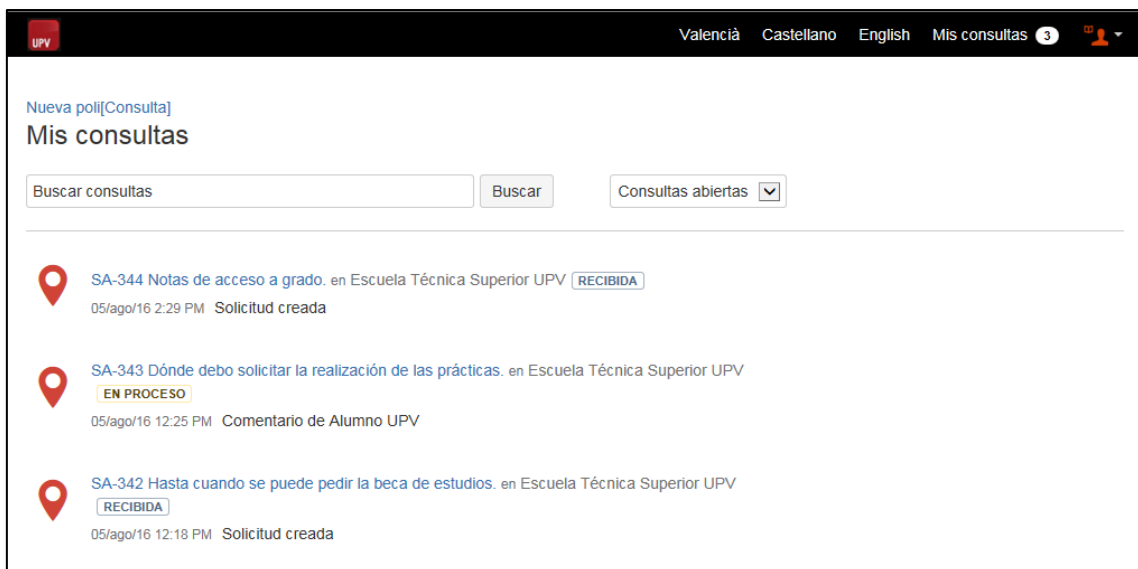 UPV Valencià Castellano English Mis consultas 3
Nueva poli[Consulta]
Mis consultas
Buscar consultas Buscar Consultas abiertas
SA-344 Notas de acceso a grado. en Escuela Técnica Superior UPV RECIBIDA
05/ago/16 2:29 PM Solicitud creada
SA-343 Dónde debo solicitar la realización de las prácticas. en Escuela Técnica Superior UPV
EN PROCESO
05/ago/16 12:25 PM Comentario de Alumno UPV
SA-342 Hasta cuando se puede pedir la beca de estudios. en Escuela Técnica Superior UPV
RECIBIDA
05/ago/16 12:18 PM Solicitud creada